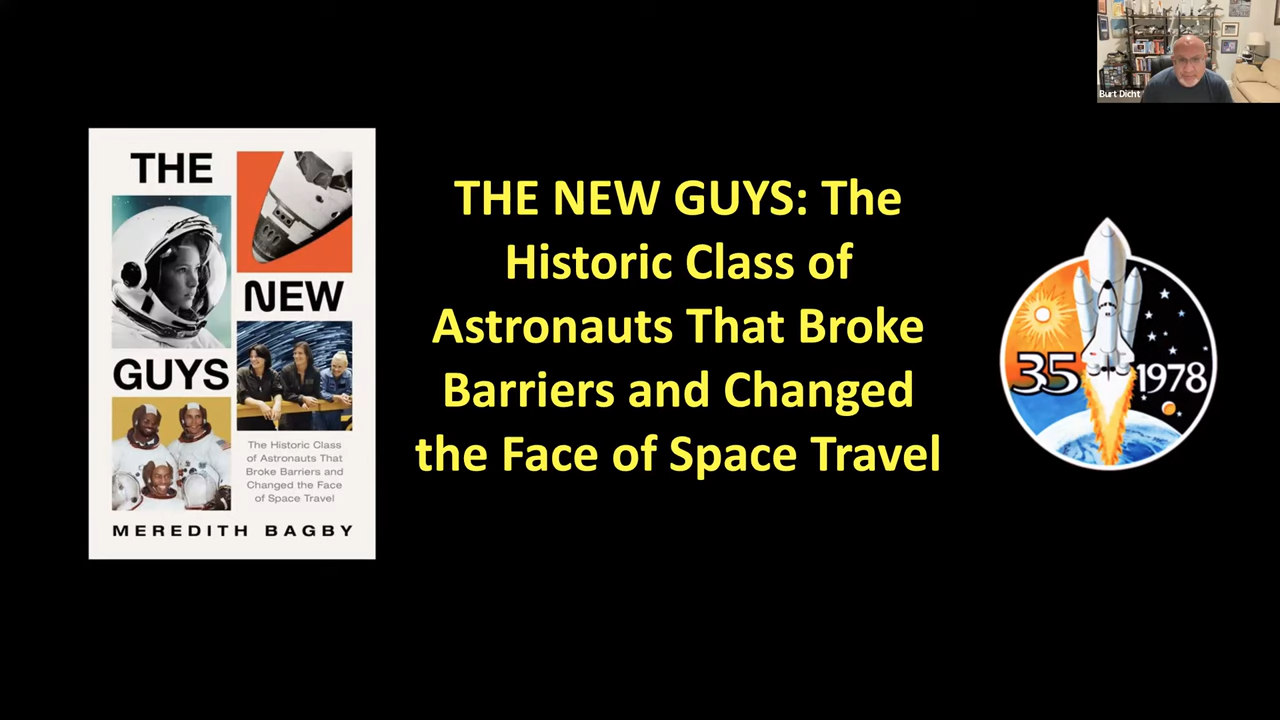 Burt Dicht
THE
NEW
GUYS
The Historic Class
of Astronauts That
Broke Barriers and
Changed the Face
of Space Travel
MEREDITH BAGBY
THE NEW GUYS: The
Historic Class of
Astronauts That Broke
Barriers and Changed
the Face of Space Travel
35 1978